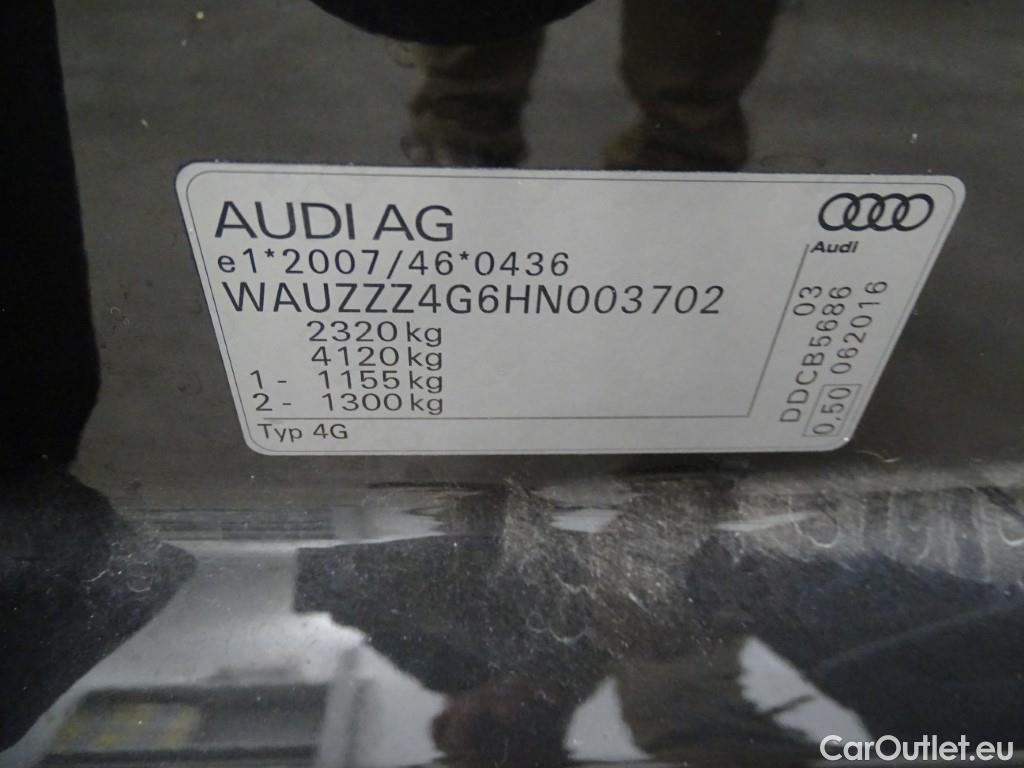 AUDI AG
e1*2007/46*0436
WAUZZZ4G6HN003702
2320 kg
4120 kg
1 - 1155 kg
2 - 1300 kg
Typ 4G
Audi
DDCB5686 03
0,50 062016
CarOutlet.eu